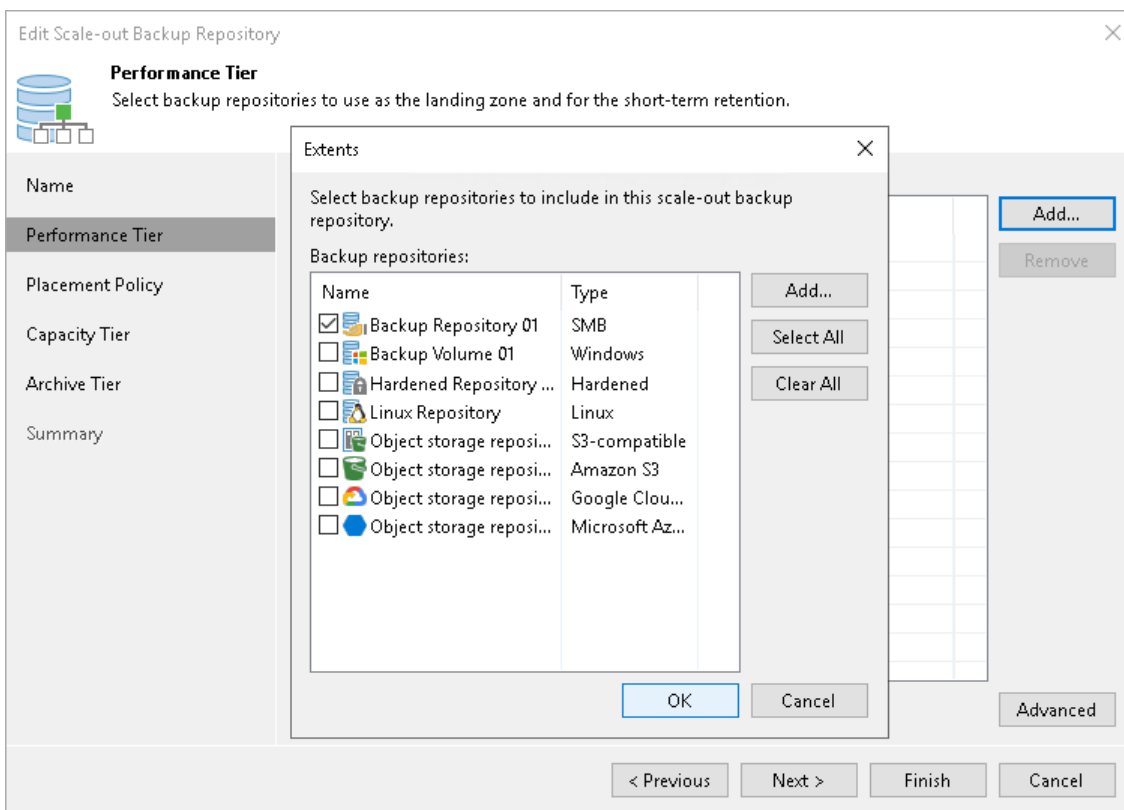 Edit Scale-out Backup Repository
Performance Tier
Select backup repositories to use as the landing zone and for the short-term retention.
Name
Performance Tier
Placement Policy
Capacity Tier
Archive Tier
Summary
Extents
Select backup repositories to include in this scale-out backup
repository.
Backup repositories:
Name Type
Backup Repository 01 SMB
Backup Volume 01 Windows
Hardened Repository ... Hardened
Linux Repository Linux
Object storage reposi... S3-compatible
Object storage reposi... Amazon S3
Object storage reposi... Google Clou...
Object storage reposi... Microsoft Az...
Add...
Select All
Clear All
OK Cancel
Add...
Remove
Advanced
< Previous Next > Finish Cancel